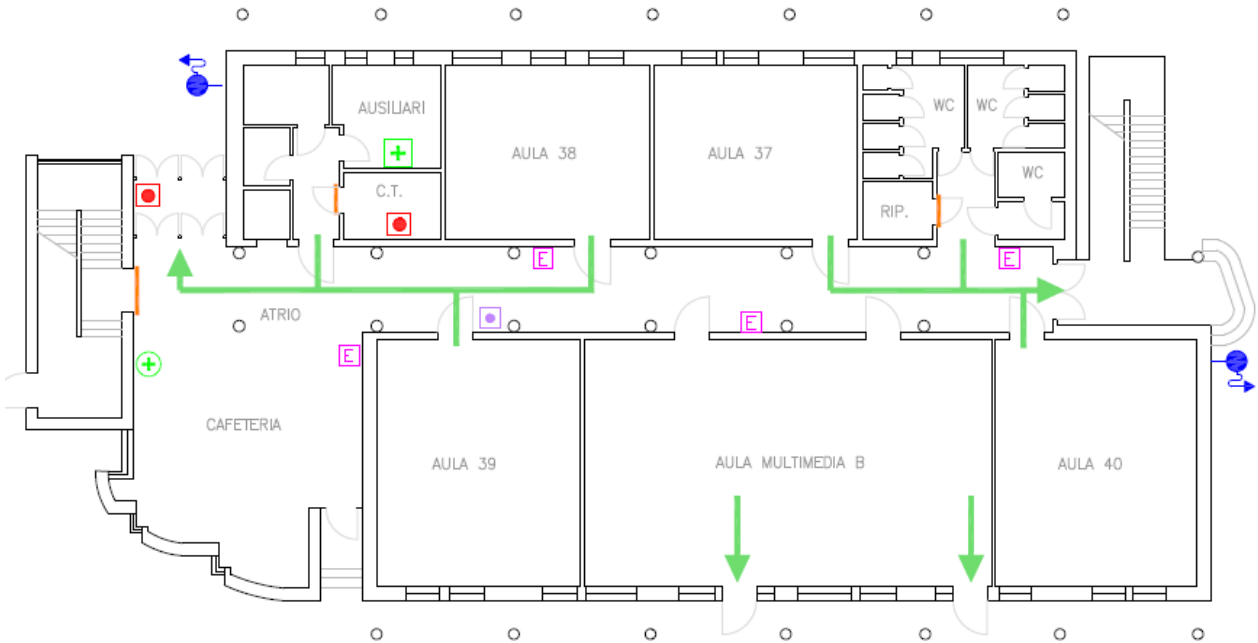 AUSILIARI
WC
WC
AULA 38
AULA 37
WC
C.T.
RIP.
E
E
ATRIO
E
E
CAFETERIA
AULA 39
AULA MULTIMEDIA B
AULA 40